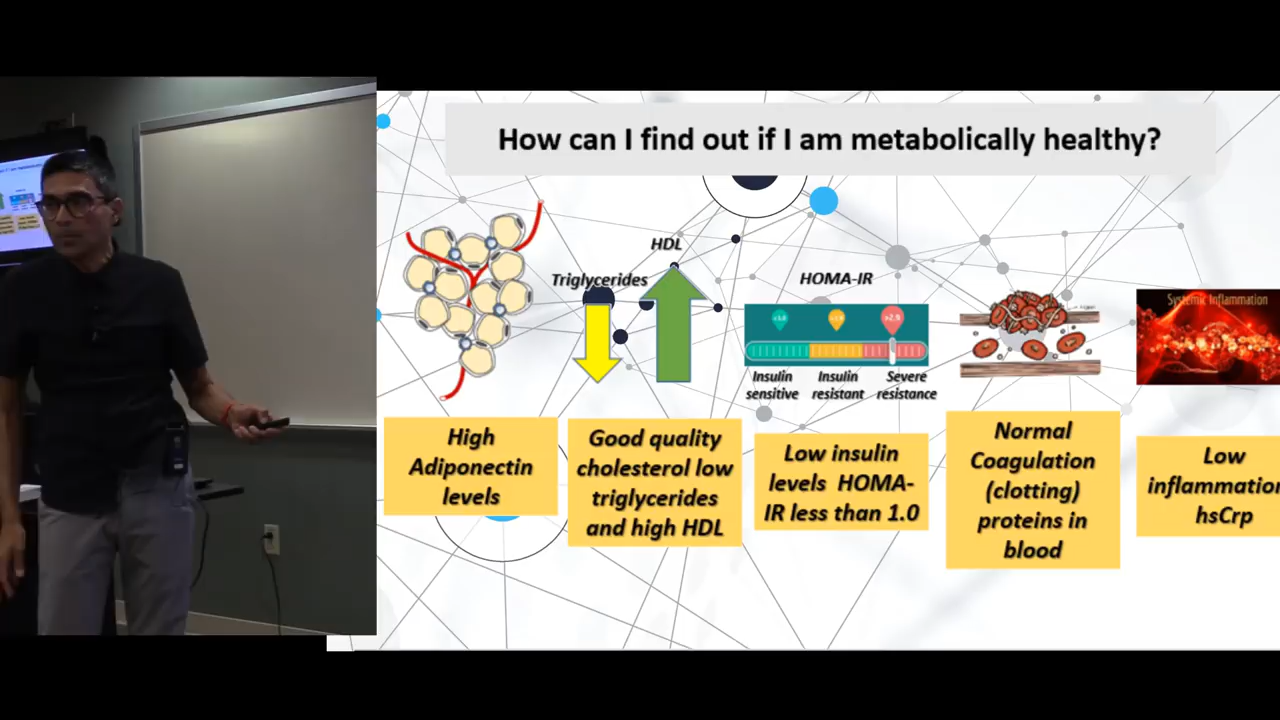 How can I find out if I am metabolically healthy?
HDL
Triglycerides
HOMA-IR
Systemic Inflammation
>2.9
Insulin
sensitive
Insulin
resistant
Severe
resistance
High
Adiponectin
levels
Good quality
cholesterol low
triglycerides
and high HDL
Low insulin
levels HOMA-
IR less than 1.0
Normal
Coagulation
(clotting)
proteins in
blood
Low
inflammation
hsCrp